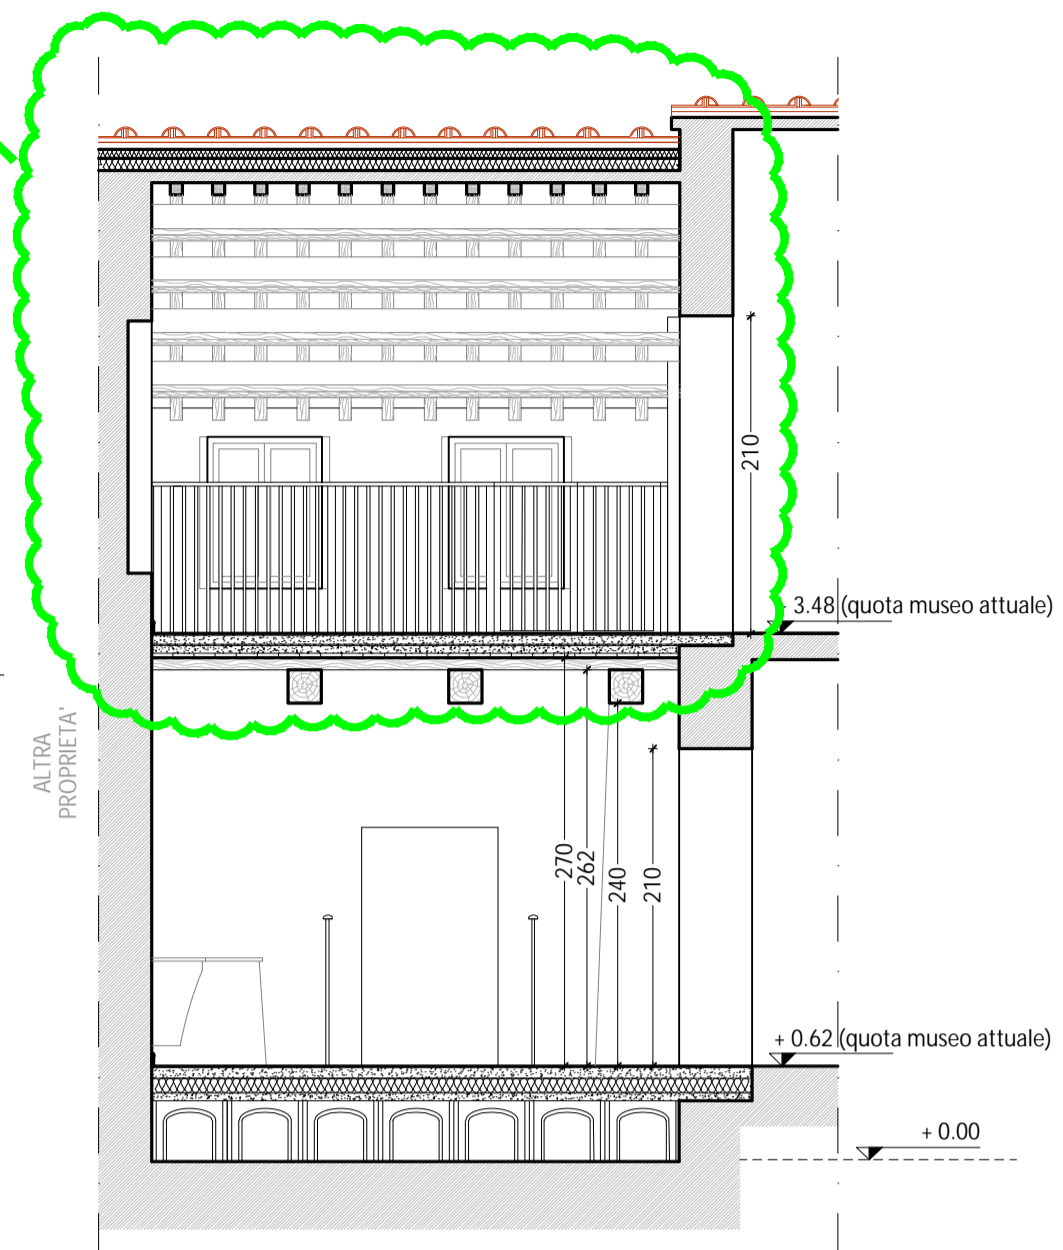 210
3.48 (quota museo attuale)
ALTRA
PROPRIETA'
270
262
240
210
+ 0.62 (quota museo attuale)
+ 0.00